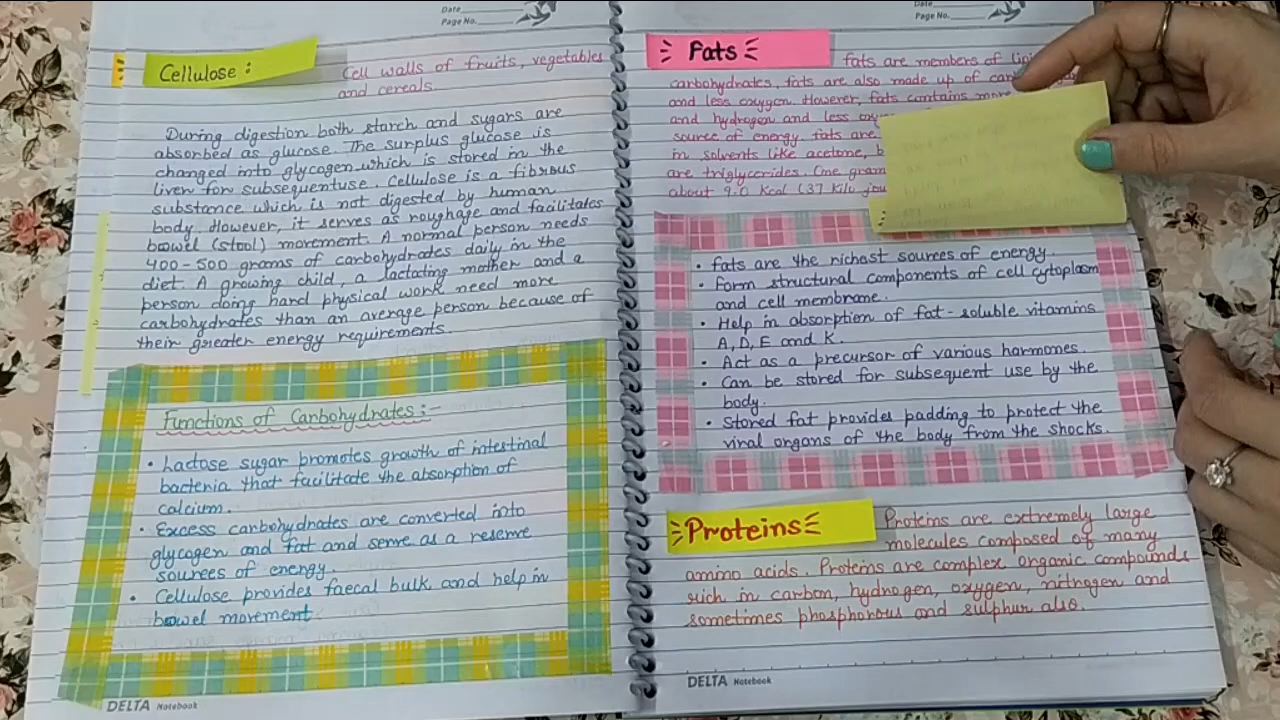 Date
Page No.
Cellulose :
Cell walls of fruits, vegetables
and cereals.
During digestion both starch and sugars are
absorbed as glucose. The surplus glucose is
changed into glycogen which is stored in the
liver for subsequentuse. Cellulose is a fibrous
substance which is not digested by human
body. However, it serves as roughage and facilitates
bowel (stool) movement. A normal person needs
400-500 grams of carbohydrates daily in the
diet. A growing child, a lactating mother and a
person doing hard physical work need more
carbohydrates than an average person because of
their greater energy requirements.
Functions of Carbohydrates :-
• Lactose sugar promotes growth of intestinal
bacteria that facilitate the absorption of
calcium.
• Excess carbohydrates are converted into
glycogen and fat and serve as a reserve
sources of energy.
• Cellulose provides faecal bulk and help in
bowel movement.
DELTA Notebook
Date
Page No.
Fats
fats are members of
carbohydrates, fats are also made up of
and less oxygen. However, fats contains more
and hydrogen and less
source of energy. fats are
in solvents like acetone,
are triglycerides. One gram
about 9.0 Kcal (37 Kilo
• Fats are the richest sources of energy.
• Form structural components of cell cytoplasm
and cell membrane.
• Help in absorption of fat-soluble vitamins
A, D, E and K.
• Act as a precursor of various hormones.
• Can be stored for subsequent use by the
body.
• Stored fat provides padding to protect the
viral organs of the body from the shocks.
Proteins
Proteins are extremely large
molecules composed of many
amino acids. Proteins are complex organic compounds
rich in carbon, hydrogen, oxygen, nitrogen and
sometimes phosphorous and sulphur also.
DELTA Notebook